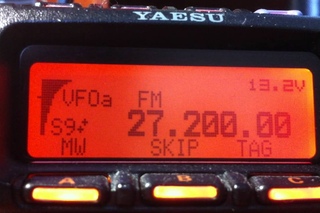 YAESU
13.2V
VFOa FM
S9+ 27.200.00
MW SKIP TAG
A B C